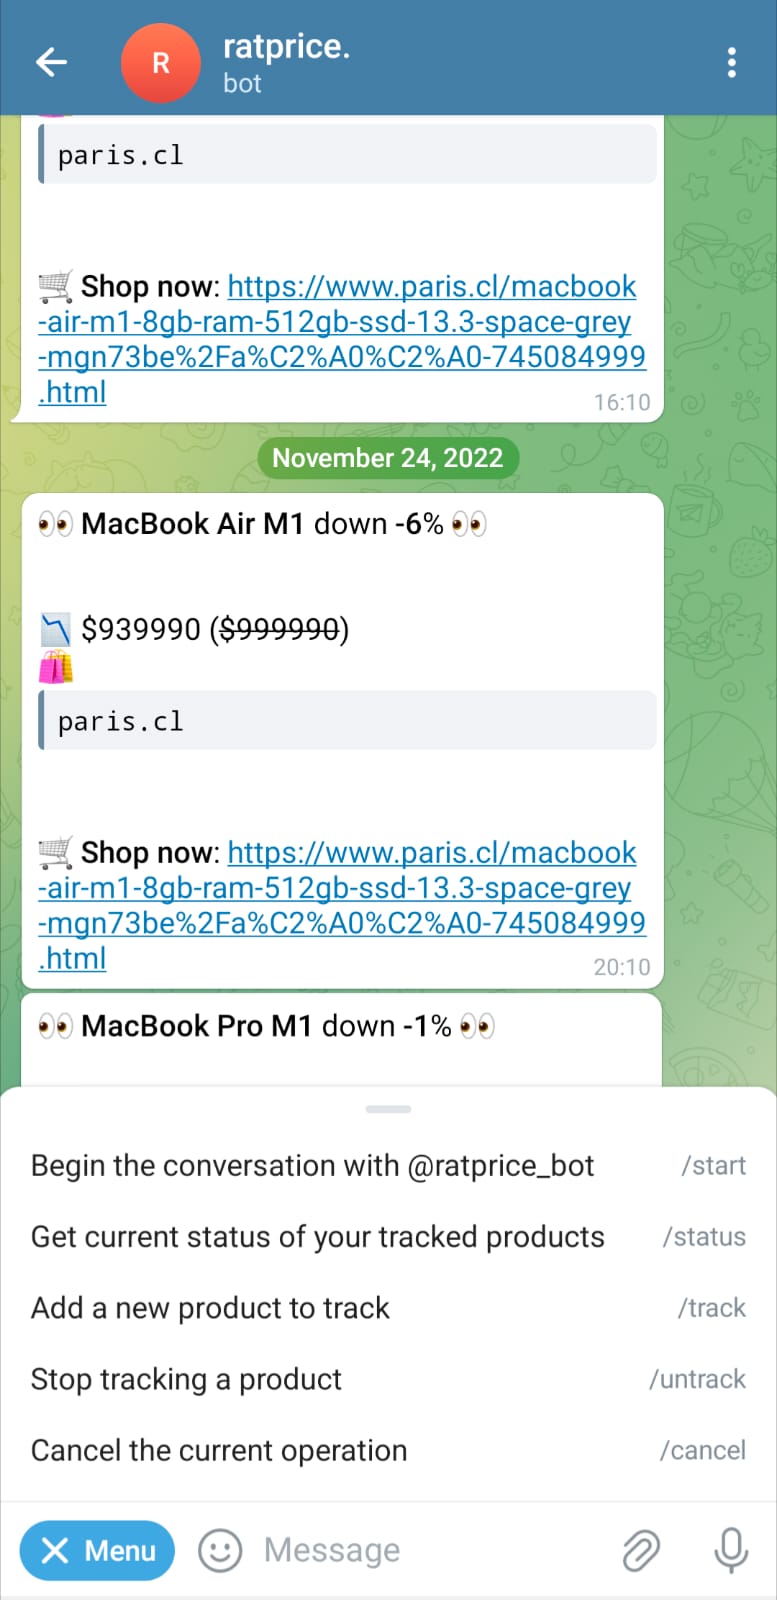 R
ratprice.
bot
paris.cl
Shop now: https://www.paris.cl/macbook
-air-m1-8gb-ram-512gb-ssd-13.3-space-grey
-mgn73be%2Fa%C2%A0%C2%A0-745084999
.html
16:10
November 24, 2022
👀 MacBook Air M1 down -6% 👀
$939990 ($999990)
paris.cl
Shop now: https://www.paris.cl/macbook
-air-m1-8gb-ram-512gb-ssd-13.3-space-grey
-mgn73be%2Fa%C2%A0%C2%A0-745084999
.html
20:10
👀 MacBook Pro M1 down -1% 👀
Begin the conversation with @ratprice_bot /start
Get current status of your tracked products /status
Add a new product to track /track
Stop tracking a product /untrack
Cancel the current operation /cancel
Menu
Message